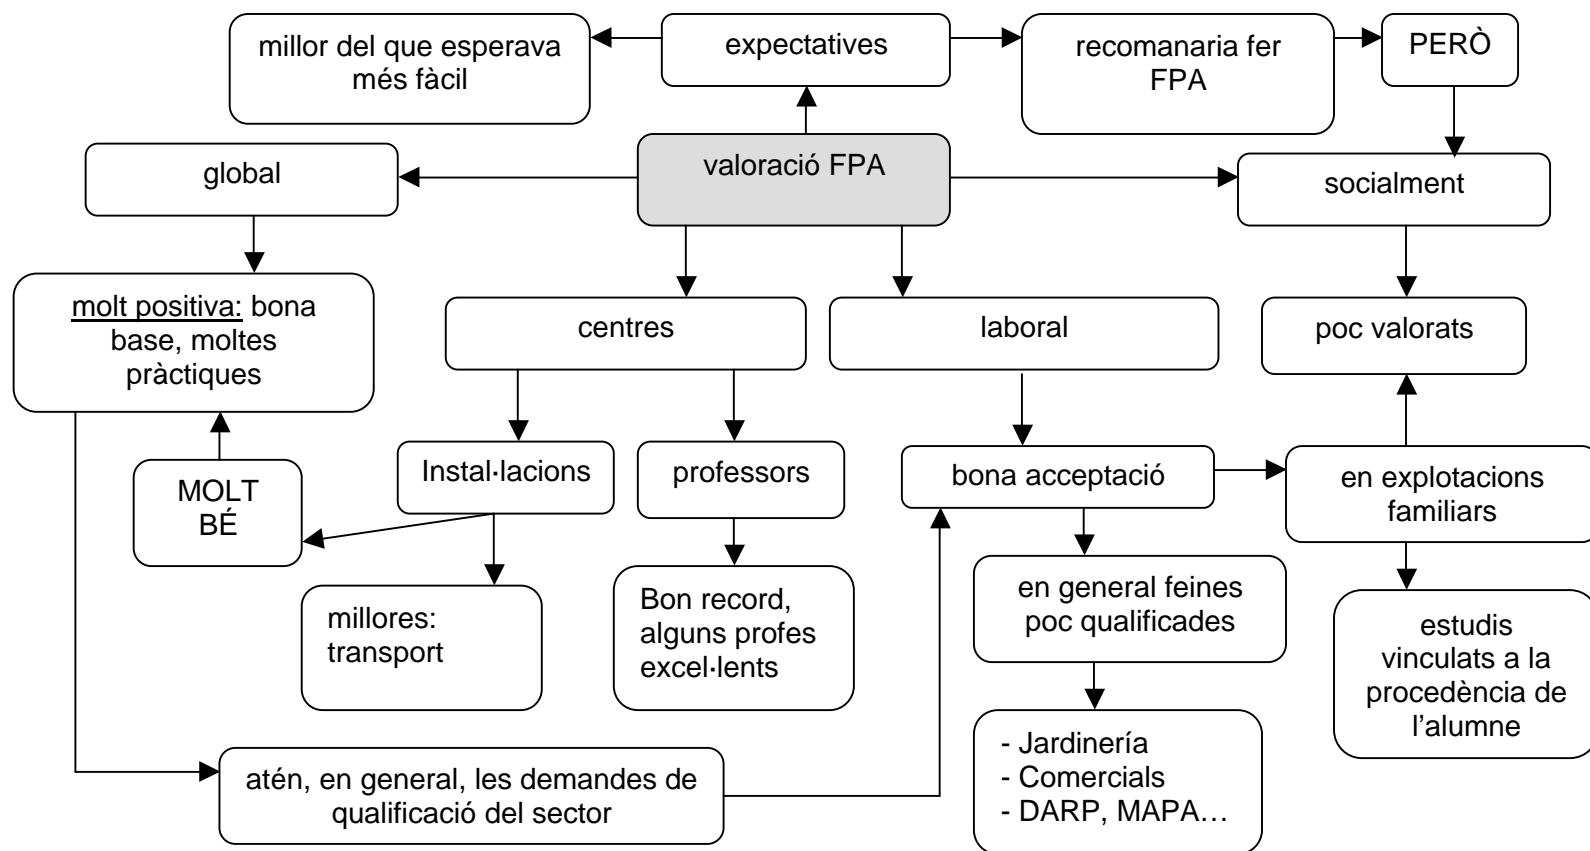 millor del que esperava
més fàcil
expectatives
recomanaria fer
FPA
PERÒ
global
valoració FPA
socialment
molt positiva: bona
base, moltes
pràctiques
centres
laboral
poc valorats
MOLT
BÉ
Instal·lacions
professors
bona acceptació
en explotacions
familiars
millores:
transport
Bon record,
alguns profes
excel·lents
en general feines
poc qualificades
estudis
vinculats a la
procedència de
l’alumne
atén, en general, les demandes de
qualificació del sector
- Jardinería
- Comercials
- DARP, MAPA…